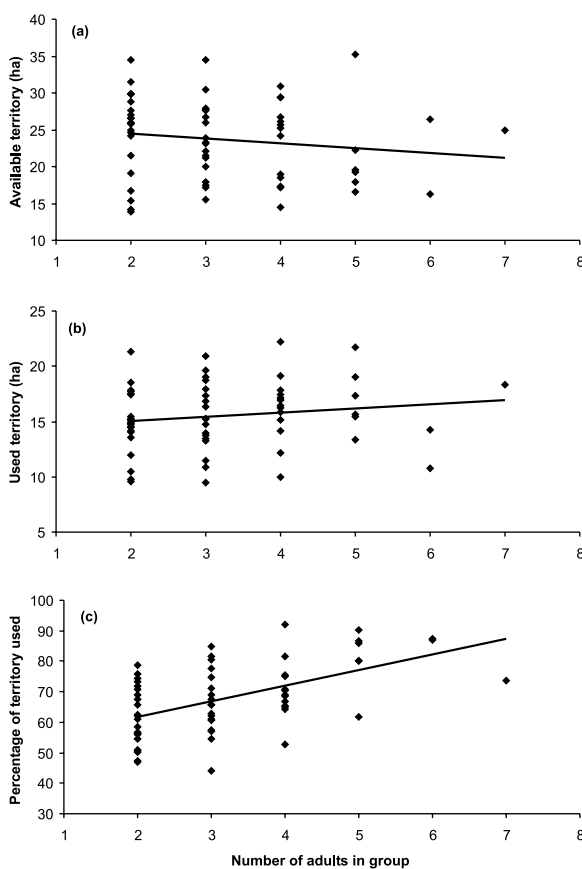 (a)
Available territory (ha)
40
35
30
25
20
15
10
1 2 3 4 5 6 7 8
(b)
Used territory (ha)
25
20
15
10
5
1 2 3 4 5 6 7 8
(c)
Percentage of territory used
100
90
80
70
60
50
40
30
1 2 3 4 5 6 7 8
Number of adults in group